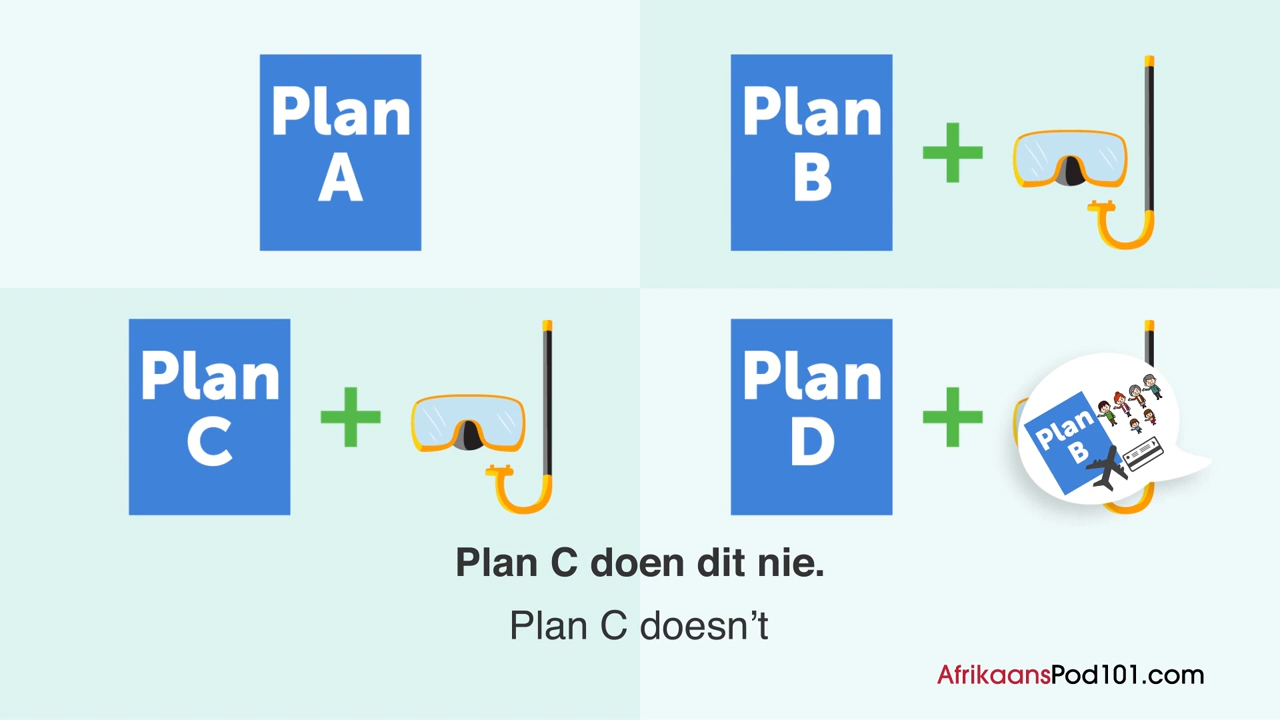 Plan
A
Plan
B
Plan
C
Plan
D
Plan
B
Plan C doen dit nie.
Plan C doesn’t
AfrikaansPod101.com